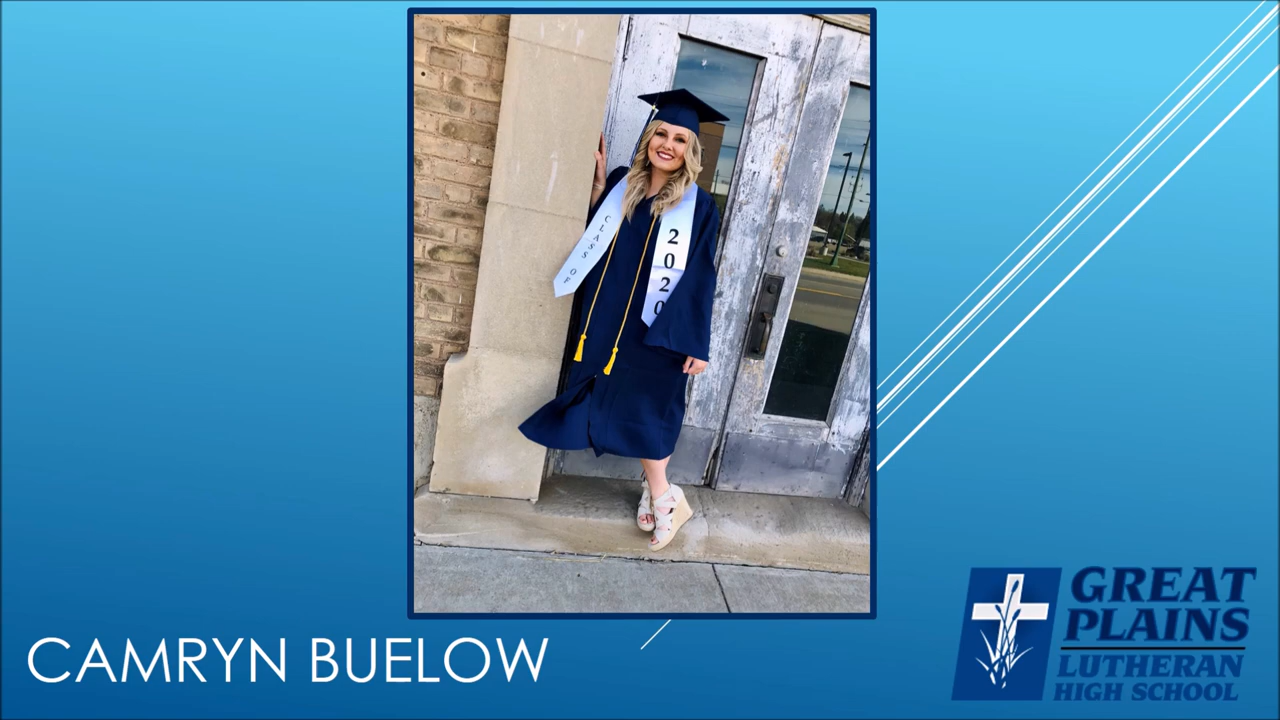 CLASS OF
2020
CAMRYN BUELOW
GREAT
PLAINS
LUTHERAN
HIGH SCHOOL